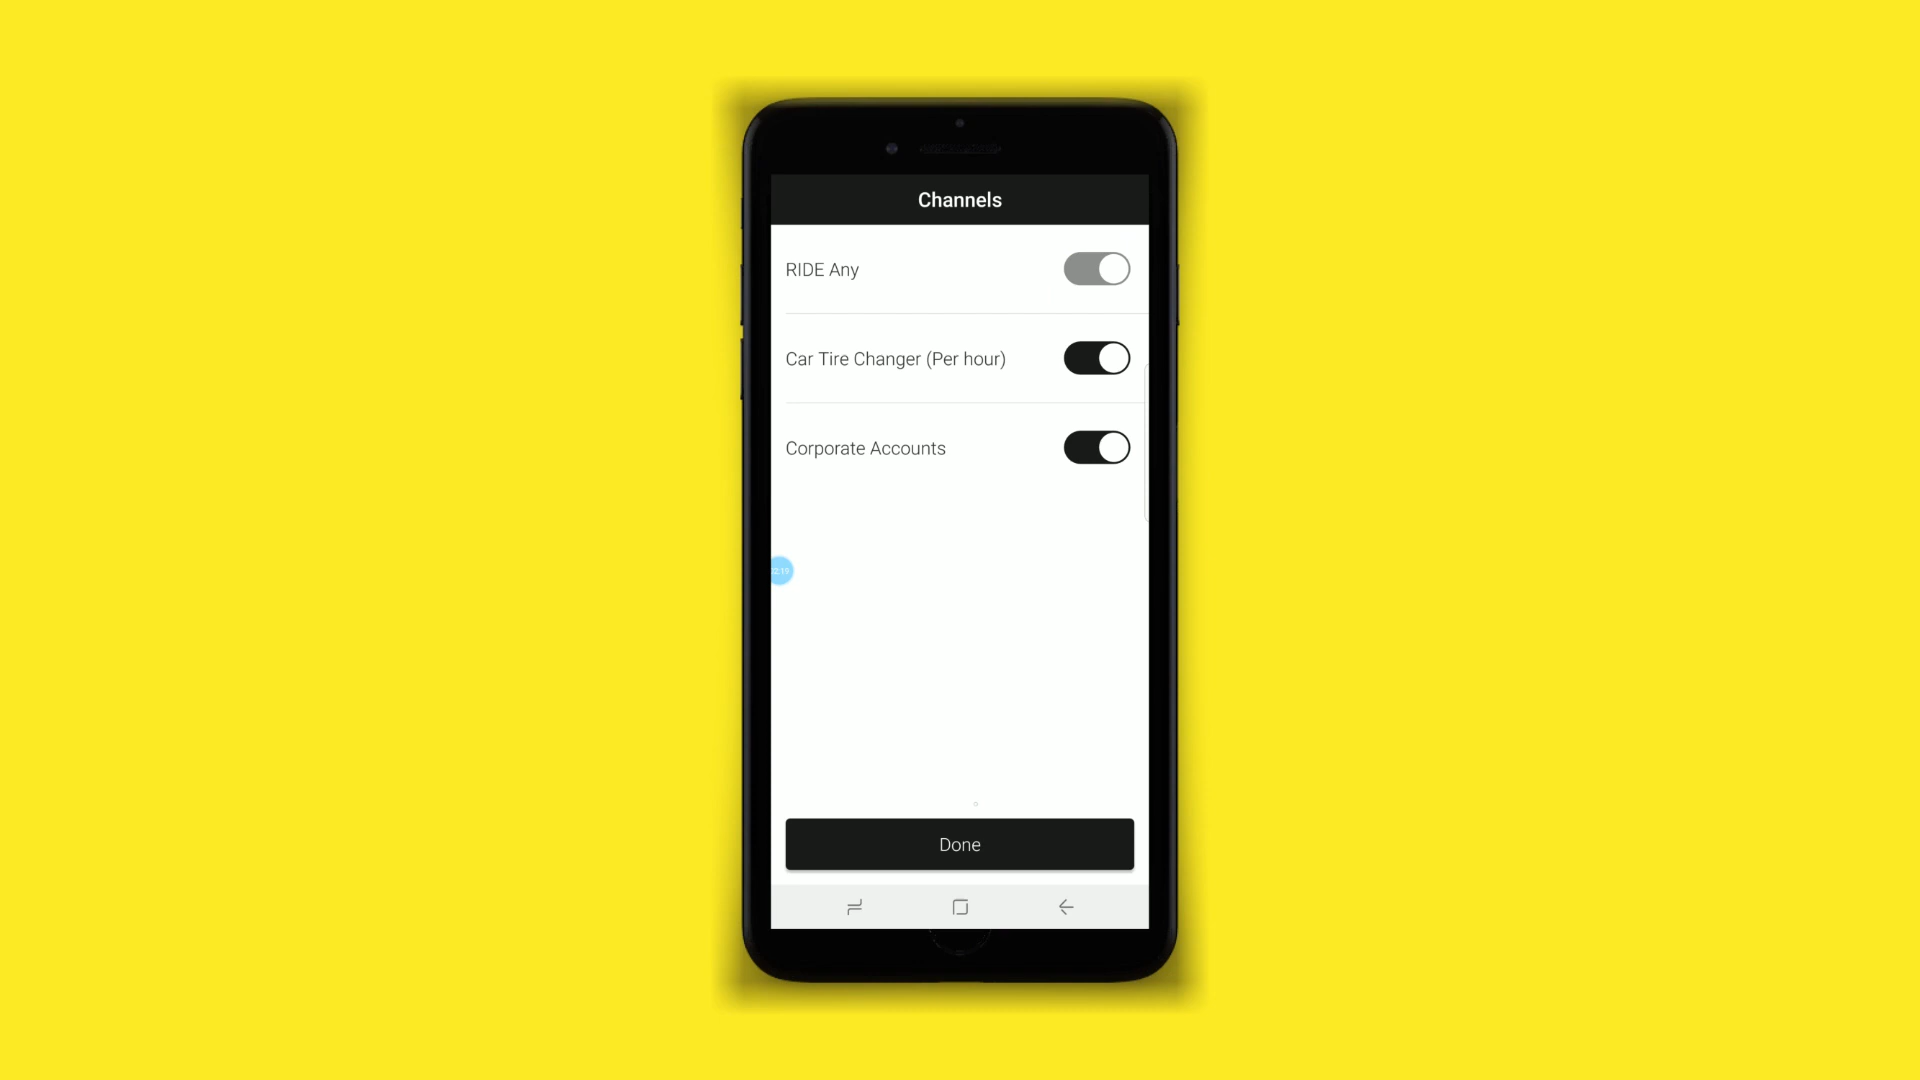 Channels
RIDE Any
Car Tire Changer (Per hour)
Corporate Accounts
Done